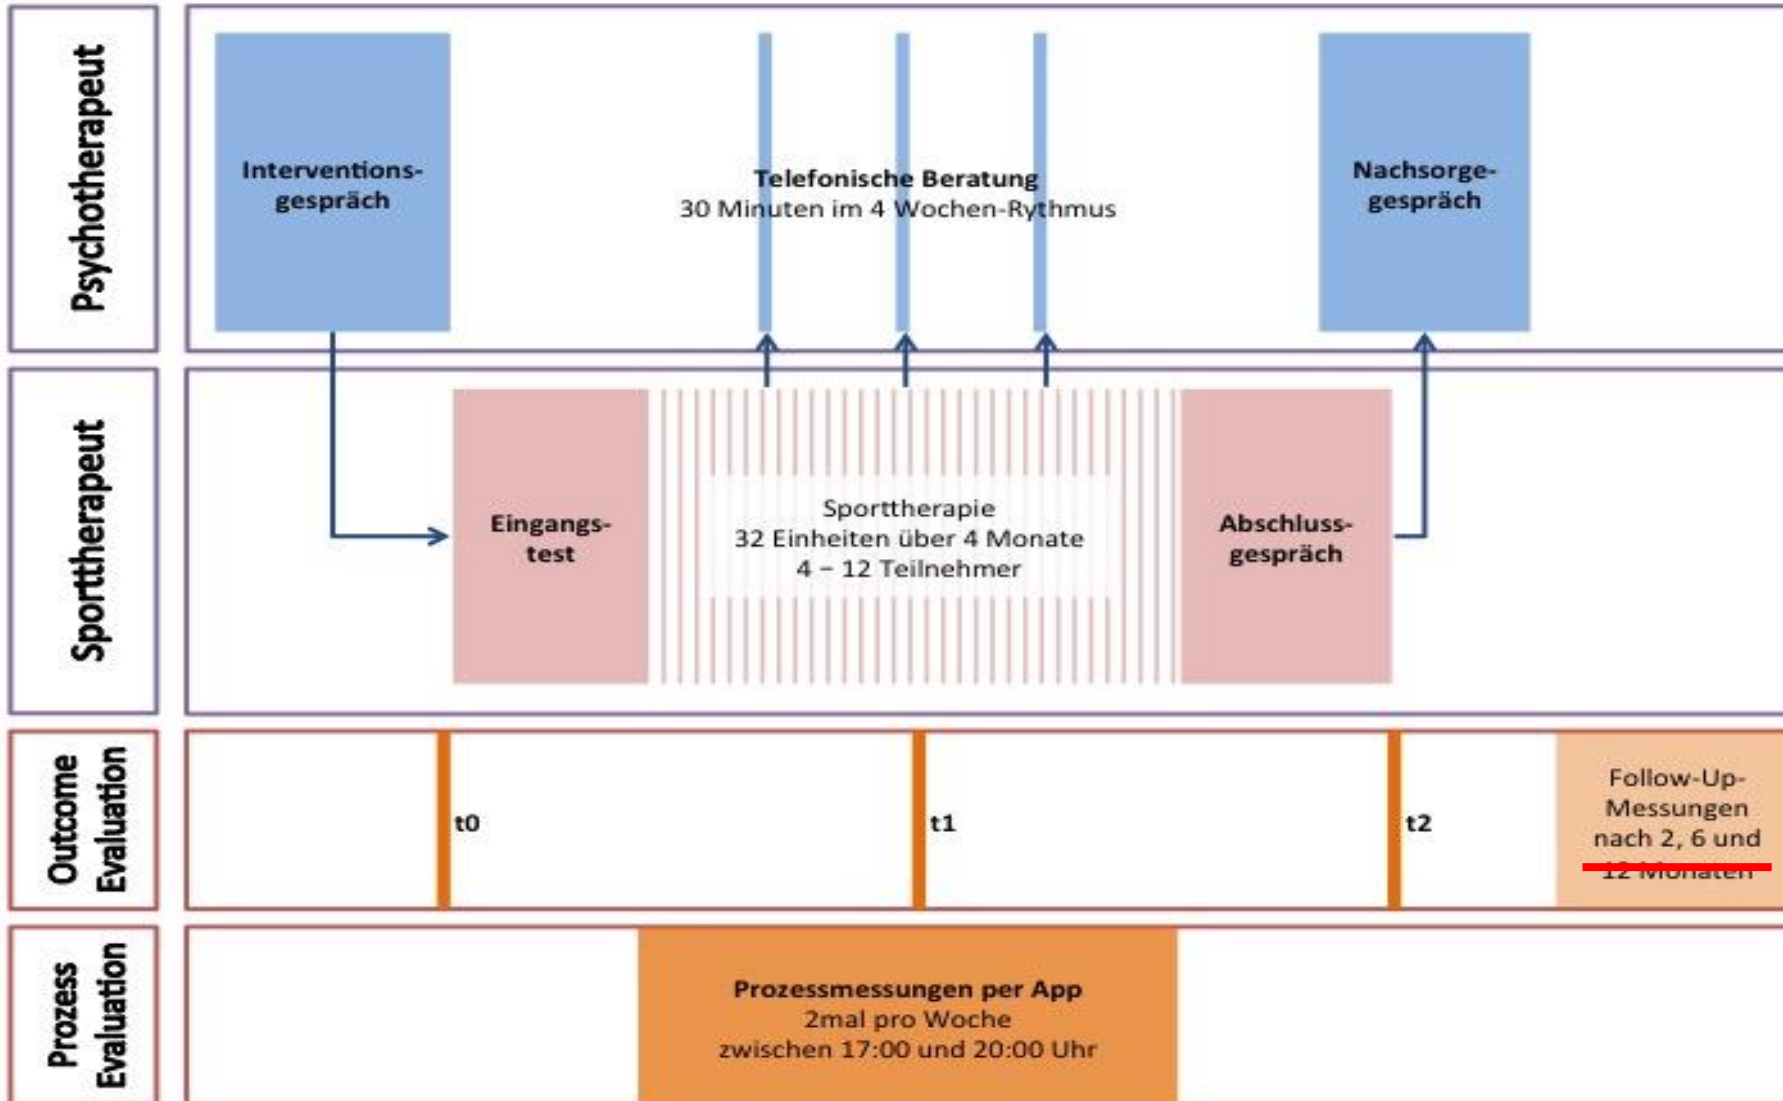 Psychotherapeut
Interventions-
gespräch
Telefonische Beratung
30 Minuten im 4 Wochen-Rythmus
Nachsorge-
gespräch
Sporttherapeut
Eingangs-
test
Sporttherapie
32 Einheiten über 4 Monate
4 – 12 Teilnehmer
Abschluss-
gespräch
Outcome
Evaluation
t0
t1
t2
Follow-Up-
Messungen
nach 2, 6 und
12 Monaten
Prozess
Evaluation
Prozessmessungen per App
2mal pro Woche
zwischen 17:00 und 20:00 Uhr